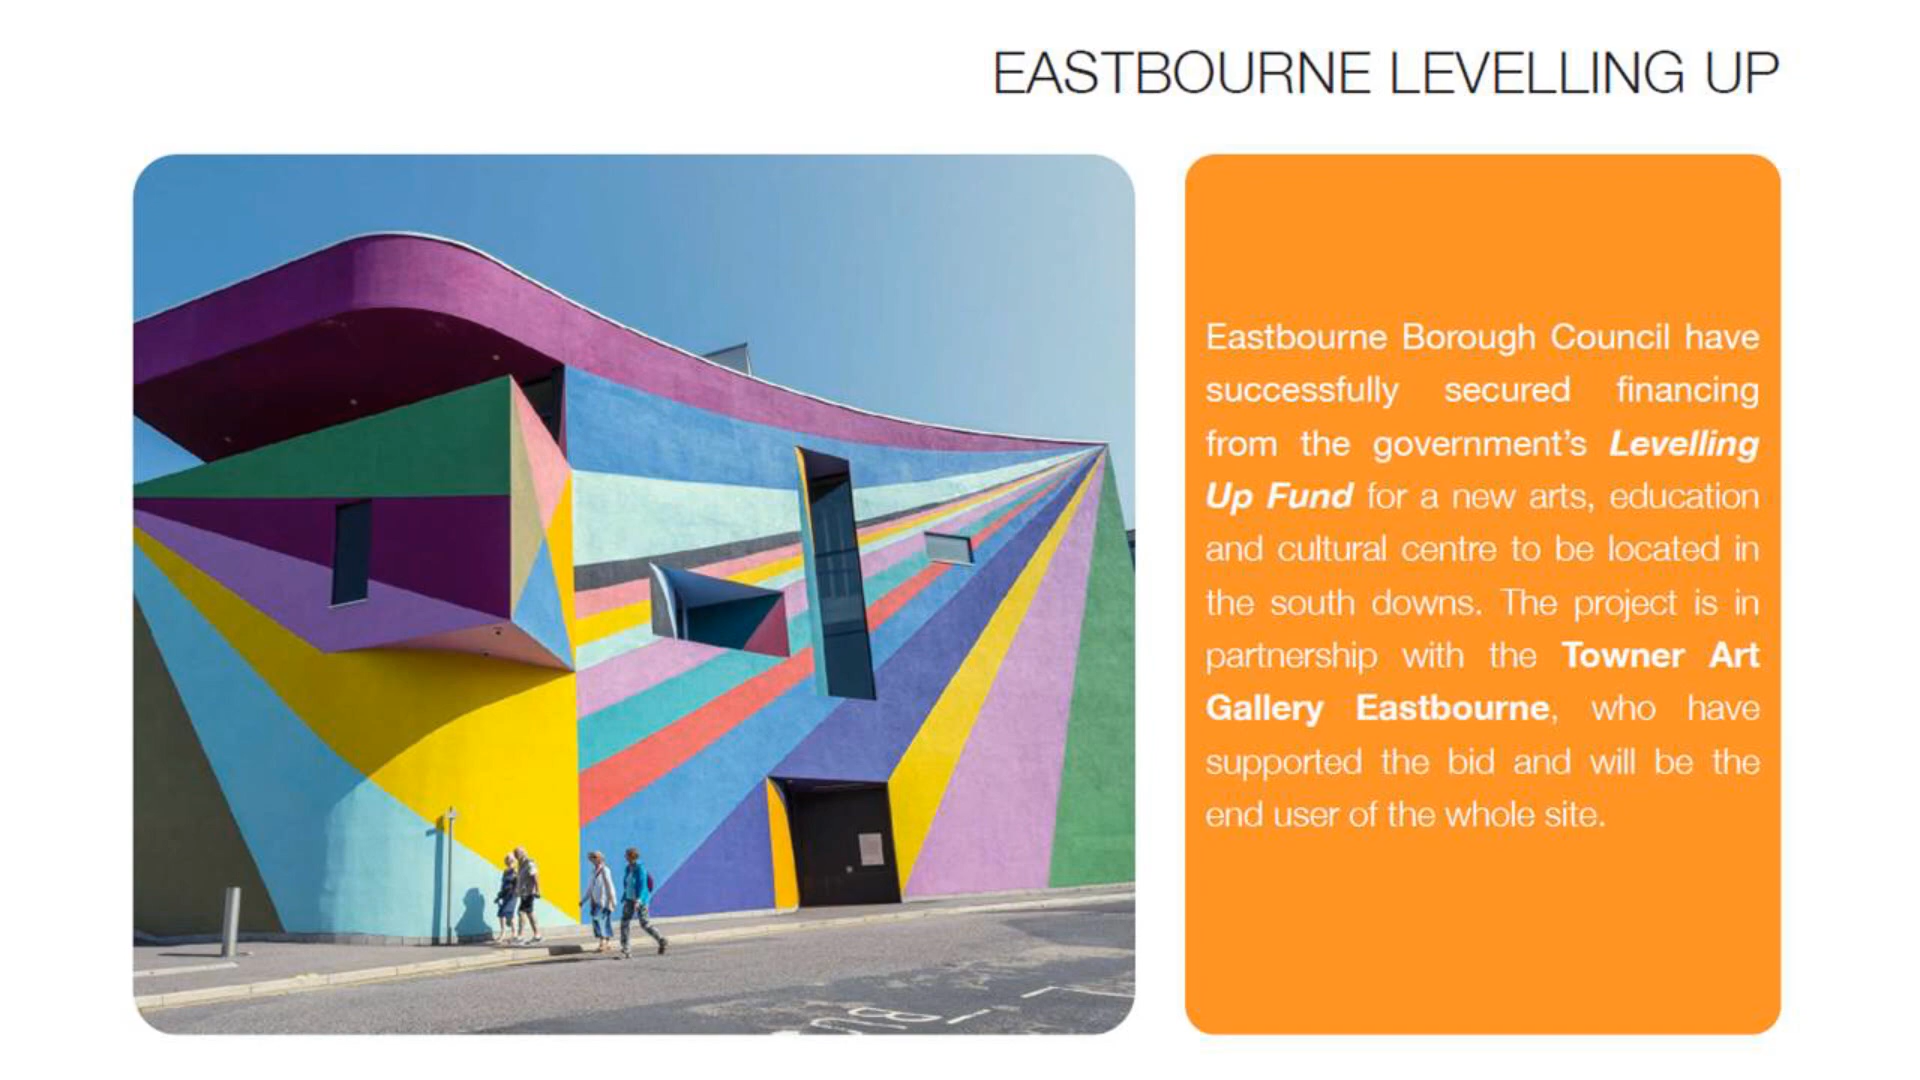 EASTBOURNE LEVELLING UP
Eastbourne Borough Council have
successfully secured financing
from the government's Levelling
Up Fund for a new arts, education
and cultural centre to be located in
the south downs. The project is in
partnership with the Towner Art
Gallery Eastbourne, who have
supported the bid and will be the
end user of the whole site.